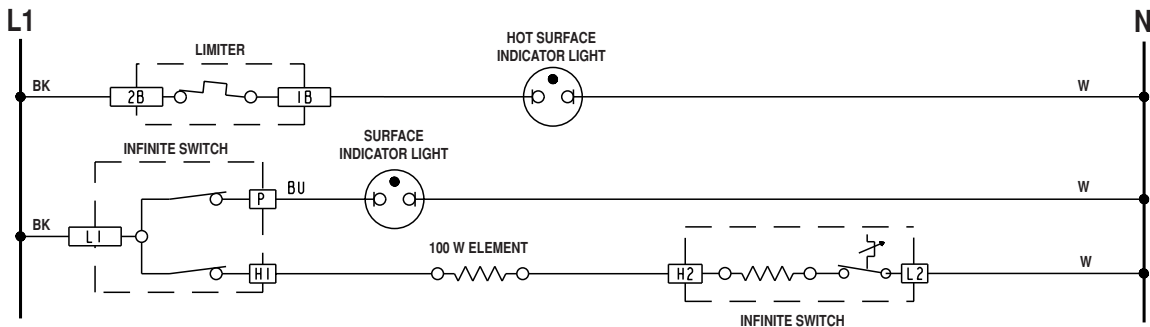 L1
N
LIMITER
HOT SURFACE
INDICATOR LIGHT
BK
2B
1B
W
INFINITE SWITCH
SURFACE
INDICATOR LIGHT
P
BU
W
BK
L1
H1
100 W ELEMENT
H2
L2
W
INFINITE SWITCH